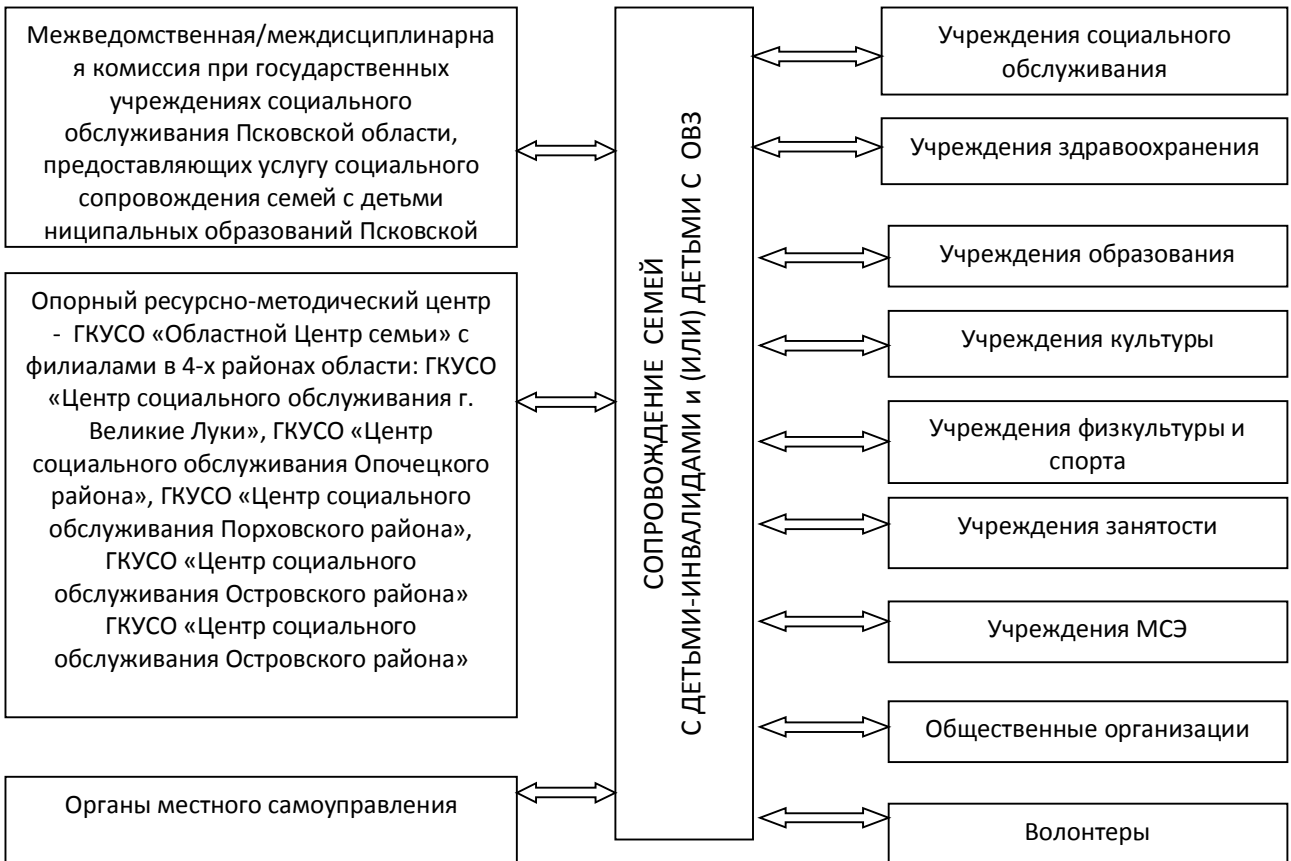 Межведомственная/междисциплинарна
я комиссия при государственных
учреждениях социального
обслуживания Псковской области,
предоставляющих услугу социального
сопровождения семей с детьми
ниципальных образований Псковской
Опорный ресурсно-методический центр
- ГКУСО «Областной Центр семьи» с
филиалами в 4-х районах области: ГКУСО
«Центр социального обслуживания г.
Великие Луки», ГКУСО «Центр
социального обслуживания Опочецкого
района», ГКУСО «Центр социального
обслуживания Порховского района»,
ГКУСО «Центр социального
обслуживания Островского района»
ГКУСО «Центр социального
обслуживания Островского района»
Органы местного самоуправления
СОПРОВОЖДЕНИЕ СЕМЕЙ
С ДЕТЬМИ-ИНВАЛИДАМИ и (ИЛИ) ДЕТЬМИ С ОВЗ
Учреждения социального
обслуживания
Учреждения здравоохранения
Учреждения образования
Учреждения культуры
Учреждения физкультуры и
спорта
Учреждения занятости
Учреждения МСЭ
Общественные организации
Волонтеры